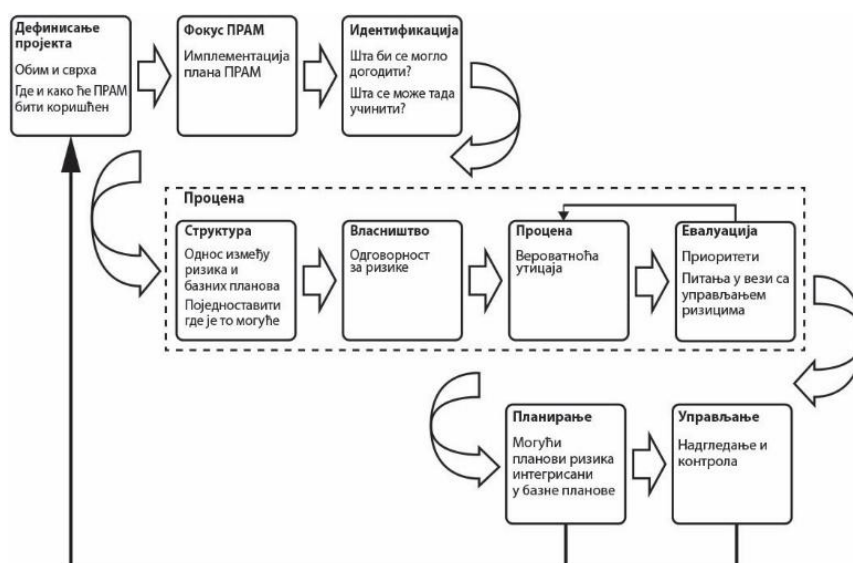 Дефинисање
пројекта
Обим и сврха
Где и како ће ПРАМ
бити коришћен
Фокус ПРАМ
Имплементација
плана ПРАМ
Идентификација
Шта би се могло
догодити?
Шта се може тада
учинити?
Процена
Структура
Однос између
ризика и
базних планова
Поједноставити
где је то могуће
Власништво
Одговорност
за ризике
Процена
Вероватноћа
утицаја
Евалуација
Приоритети
Питања у вези са
управљањем
ризицима
Планирање
Могући
планови ризика
интегрисани
у базне планове
Управљање
Надгледање и
контрола